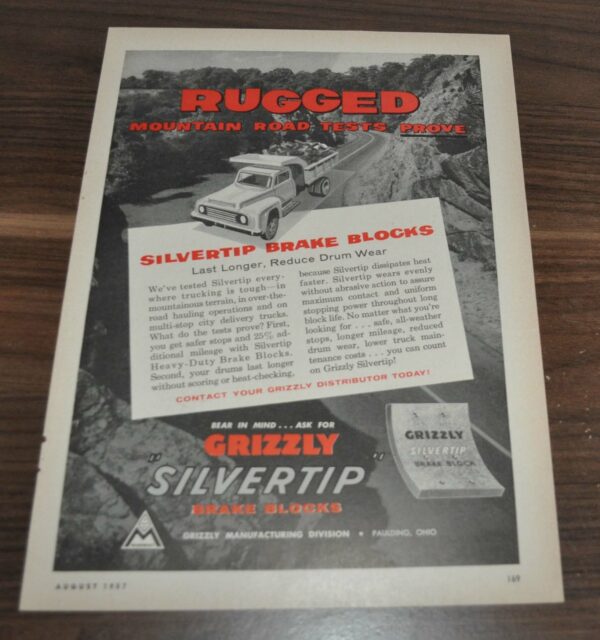 RUGGED
MOUNTAIN ROAD TESTS PROVE
SILVERTIP BRAKE BLOCKS
Last Longer, Reduce Drum Wear
We've tested Silvertip every-
where trucking is tough—in
mountainous terrain, in over-the-
road hauling operations and on
multi-stop city delivery trucks.
What do the tests prove? First,
you get safer stops and 25% ad-
ditional mileage with Silvertip
Heavy-Duty Brake Blocks.
Second, your drums last longer
without scoring or heat-checking,
because Silvertip dissipates heat
faster. Silvertip wears evenly
without abrasive action to assure
maximum contact and uniform
stopping power throughout long
block life. No matter what you're
looking for . . . safe, all-weather
stops, longer mileage, reduced
drum wear, lower truck main-
tenance costs . . . you can count
on Grizzly Silvertip!
CONTACT YOUR GRIZZLY DISTRIBUTOR TODAY!
BEAR IN MIND . . . ASK FOR
GRIZZLY
"SILVERTIP"
BRAKE BLOCKS
GRIZZLY
SILVERTIP
BRAKE BLOCK
GRIZZLY MANUFACTURING DIVISION • PAULDING, OHIO
AUGUST 1957
169